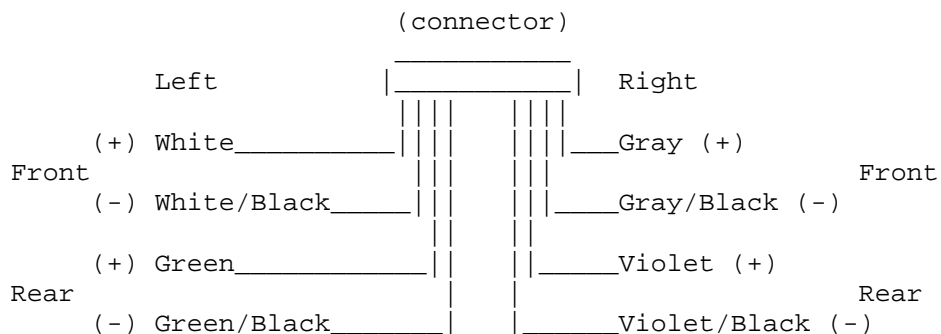 (connector)
Left Right
(+) White Gray (+)
Front Front
(-) White/Black Gray/Black (-)
(+) Green Violet (+)
Rear Rear
(-) Green/Black Violet/Black (-)